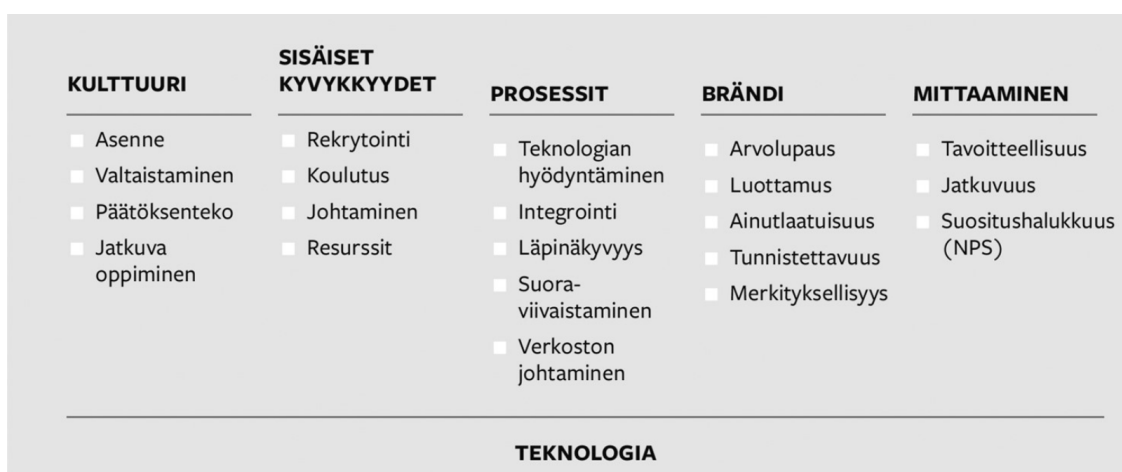 KULTTUURI
Asenne
Valtaistaminen
Päätöksenteko
Jatkuva
oppiminen
SISÄISET
KYVYKKYYDET
Rekrytointi
Koulutus
Johtaminen
Resurssit
PROSESSIT
Teknologian
hyödyntäminen
Integrointi
Läpinäkyvyys
Suora-
viivaistaminen
Verkoston
johtaminen
BRÄNDI
Arvolupaus
Luottamus
Ainutlaatuisuus
Tunnistettavuus
Merkityksellisyys
MITTAAMINEN
Tavoitteellisuus
Jatkuvuus
Suositushalukkuus
(NPS)
TEKNOLOGIA